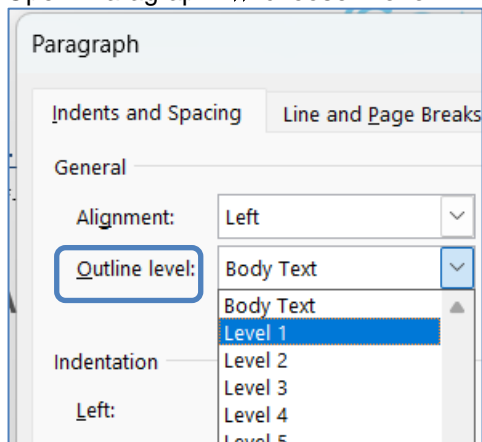 Paragraph
Indents and Spacing Line and Page Breaks
General
Alignment: Left
Outline level: Body Text
Body Text
Level 1
Indentation Level 2
Level 3
Left: Level 4